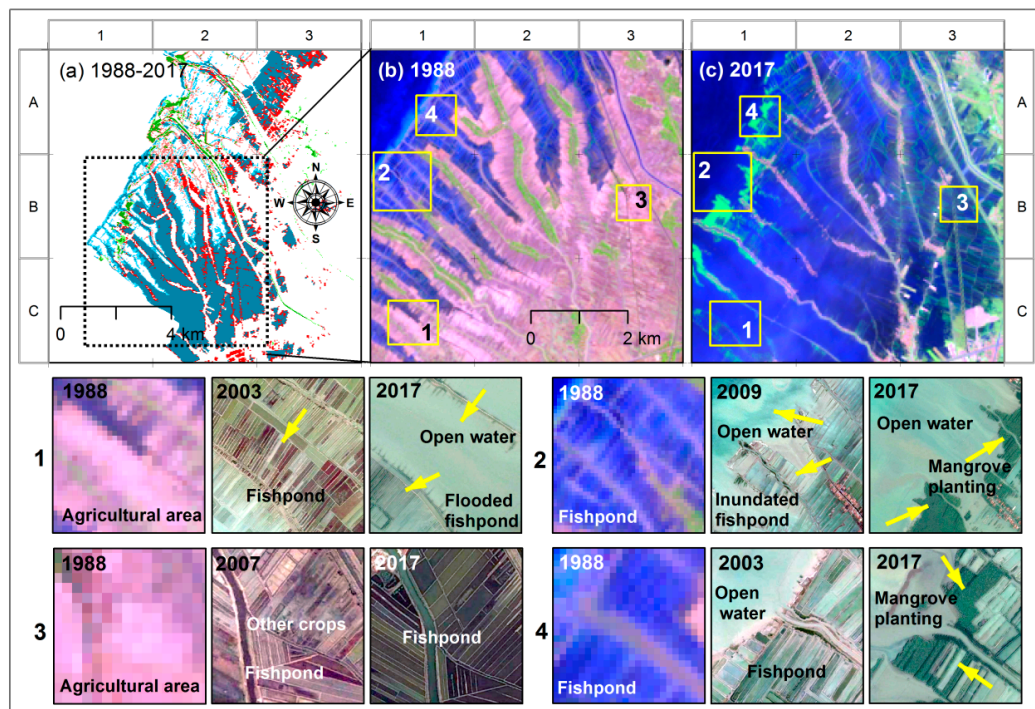 1 2 3
1 2 3
1 2 3
(a) 1988-2017
(b) 1988
(c) 2017
A
B
C
A
B
C
N
W E
S
0 4 km
4
2
3
1
0 2 km
4
2
3
1
1
1988
Agricultural area
2003
Fishpond
2017
Open water
Flooded
fishpond
2
1988
Fishpond
2009
Open water
Inundated
fishpond
2017
Open water
Mangrove
planting
3
1988
Agricultural area
2007
Other crops
Fishpond
2017
Fishpond
4
1988
Fishpond
2003
Open
water
Fishpond
2017
Mangrove
planting